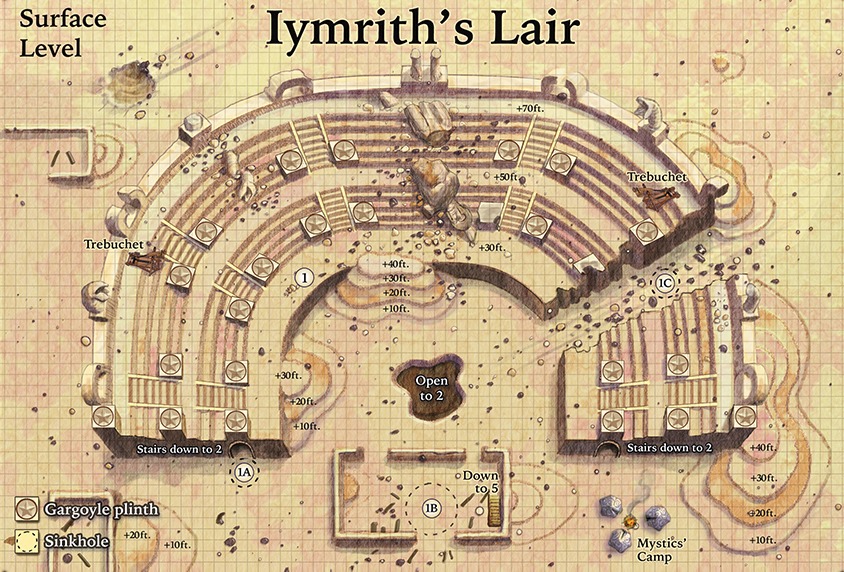 Surface
Level
Iymrith's Lair
+70ft.
Trebuchet
+50ft.
Trebuchet
+30ft.
1
+40ft.
+30ft.
+20ft.
+10ft.
1C
Open
to 2
+30ft.
+20ft.
+10ft.
Stairs down to 2
Stairs down to 2
+40ft.
+30ft.
+20ft.
+10ft.
1A
Down
to 5
1B
Gargoyle plinth
Sinkhole
+20ft.
+10ft.
Mystics'
Camp